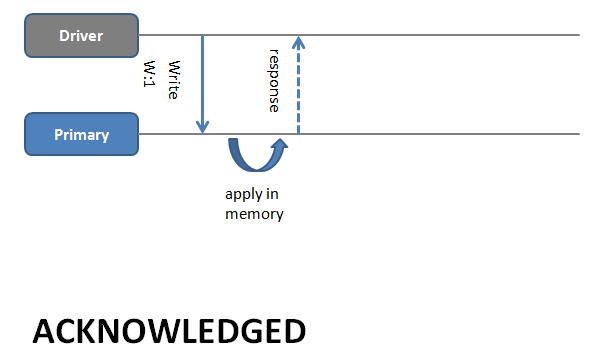 Driver
Write
W:1
response
Primary
apply in
memory
ACKNOWLEDGED